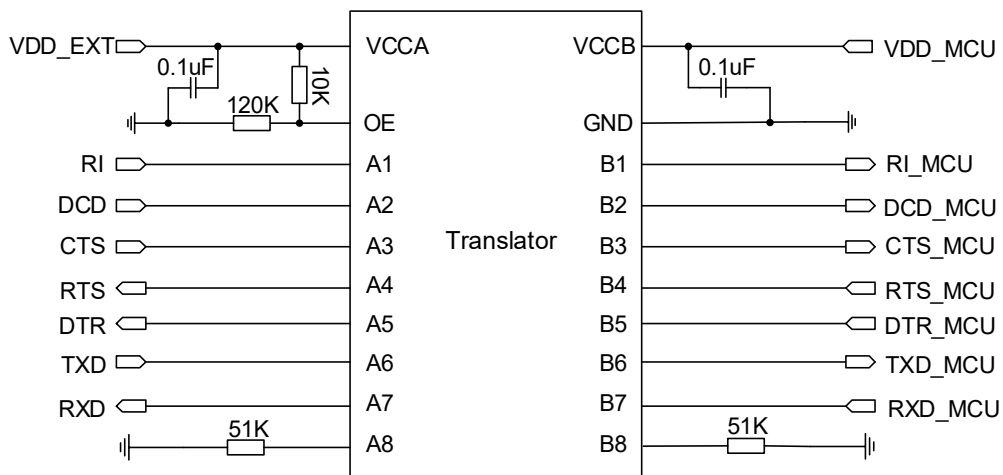 VDD_EXT VCCA VCCB VDD_MCU
0.1uF 10K 0.1uF
120K OE GND
RI A1 B1 RI_MCU
DCD A2 B2 DCD_MCU
CTS A3 Translator B3 CTS_MCU
RTS A4 B4 RTS_MCU
DTR A5 B5 DTR_MCU
TXD A6 B6 TXD_MCU
RXD A7 B7 RXD_MCU
51K A8 B8 51K